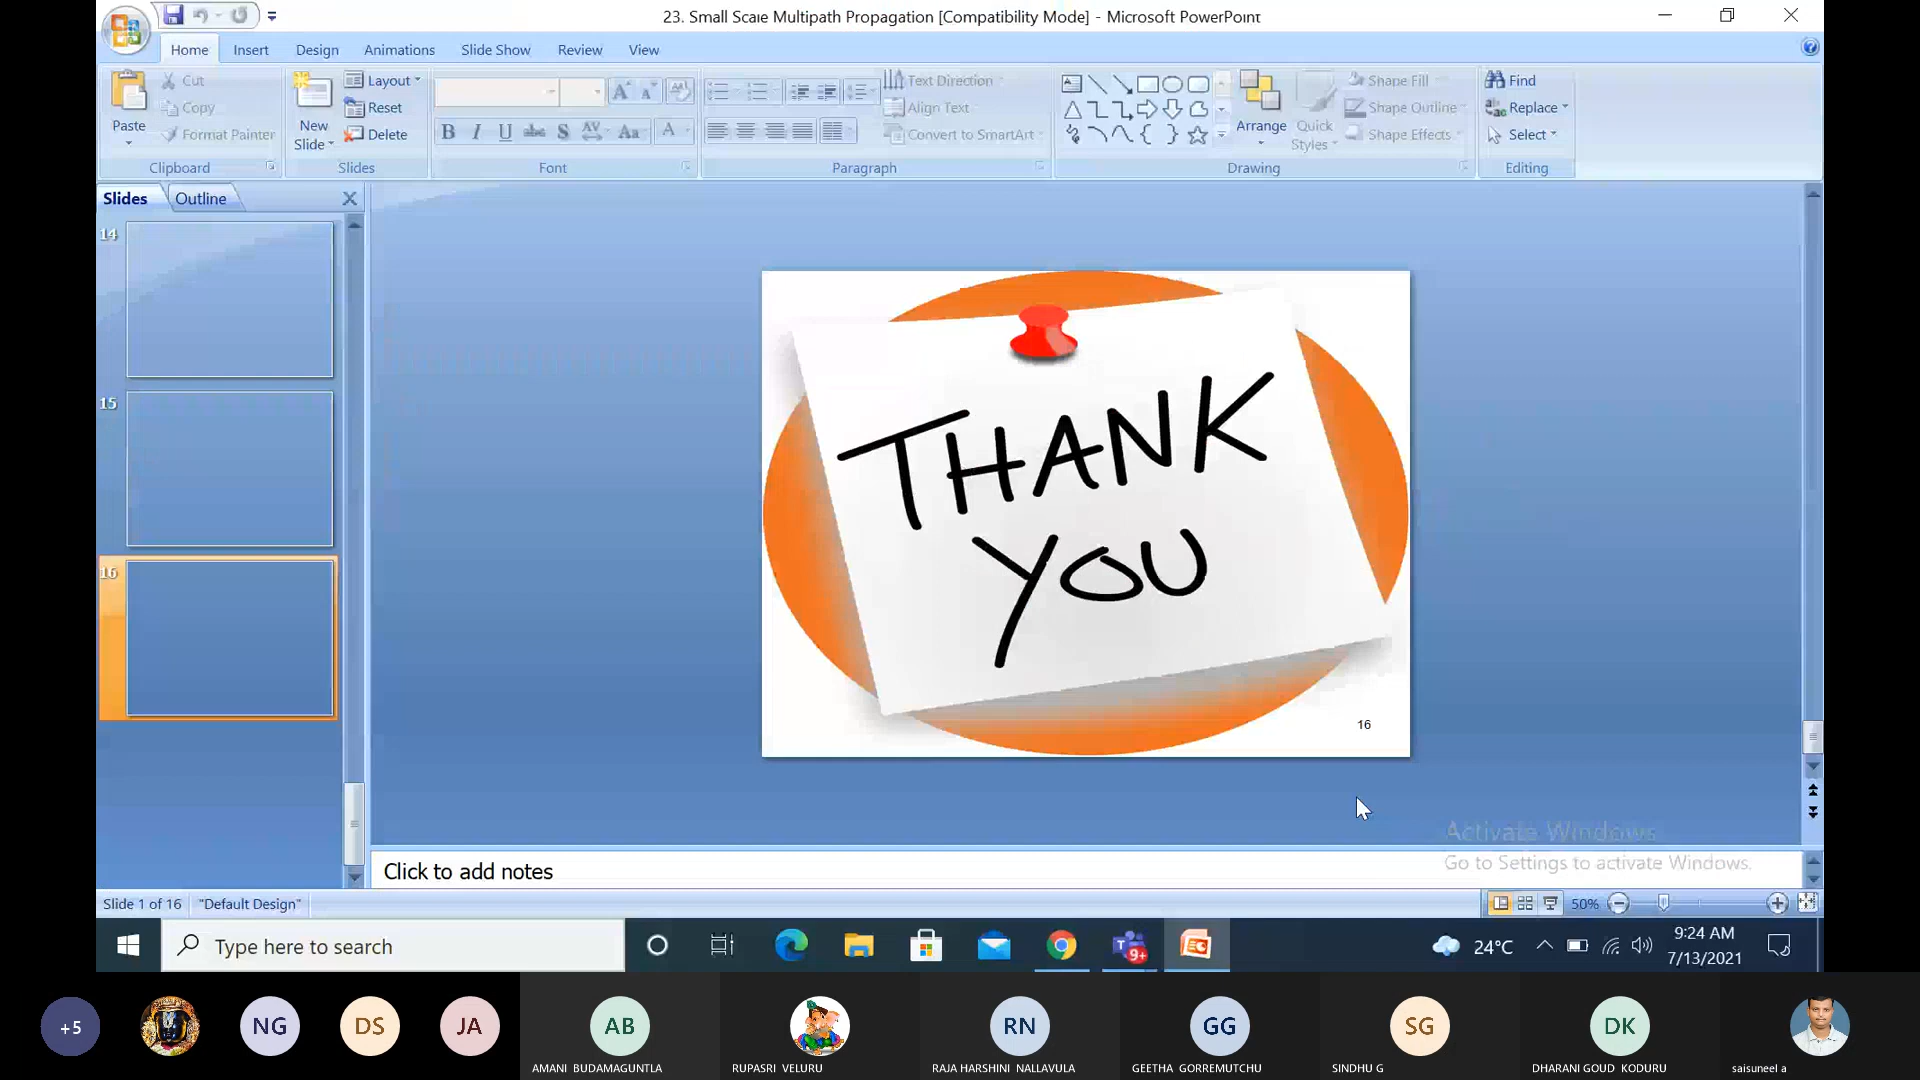 23. Small Scale Multipath Propagation [Compatibility Mode] - Microsoft PowerPoint
Home Insert Design Animations Slide Show Review View
Paste
Cut
Copy
Format Painter
Clipboard
New Slide
Layout
Reset
Delete
Slides
B I U abc S AV Aa A
Font
Text Direction
Align Text
Convert to SmartArt
Paragraph
Arrange
Quick Styles
Shape Fill
Shape Outline
Shape Effects
Drawing
Find
Replace
Select
Editing
Slides Outline
14
15
16
THANK
YOU
16
Activate Windows
Go to Settings to activate Windows.
Click to add notes
Slide 1 of 16 "Default Design"
50%
Type here to search
9+
24°C
9:24 AM
7/13/2021
+5 NG DS JA AB RN GG SG DK
AMANI BUDAMAGUNTLA RUPASRI VELURU RAJA HARSHINI NALLAVULA GEETHA GORREMUTCHU SINDHU G DHARANI GOUD KODURU saisuneel a